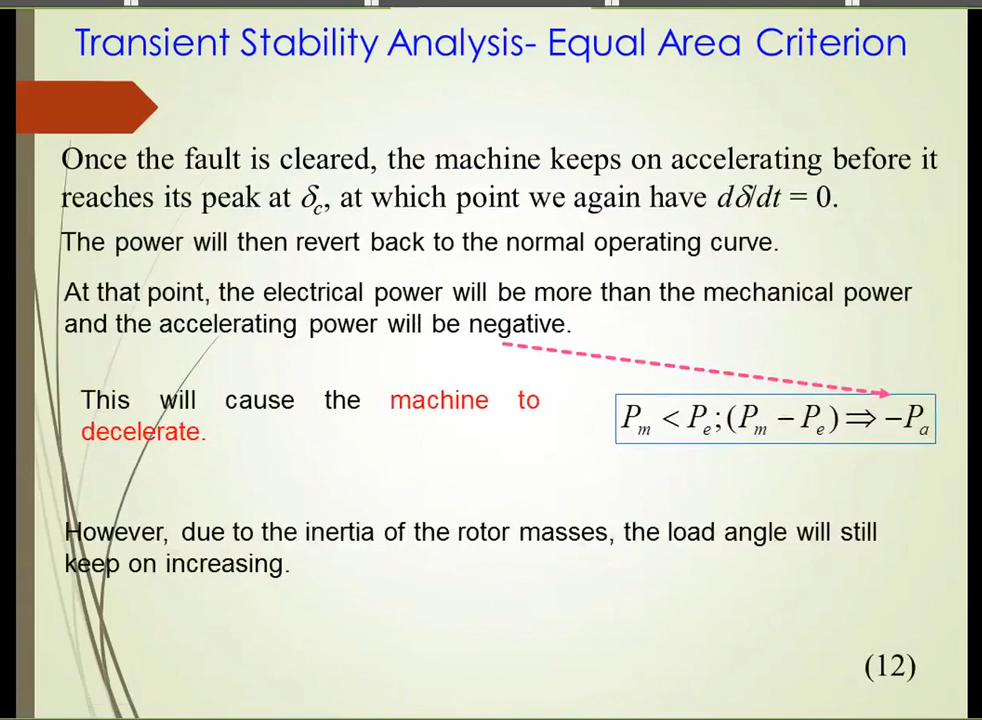 Transient Stability Analysis- Equal Area Criterion
Once the fault is cleared, the machine keeps on accelerating before it
reaches its peak at δc, at which point we again have dδ/dt = 0.
The power will then revert back to the normal operating curve.
At that point, the electrical power will be more than the mechanical power
and the accelerating power will be negative.
This will cause the machine to
decelerate.
Pm < Pe;(Pm − Pe)⇒ −Pa
However, due to the inertia of the rotor masses, the load angle will still
keep on increasing.
(12)